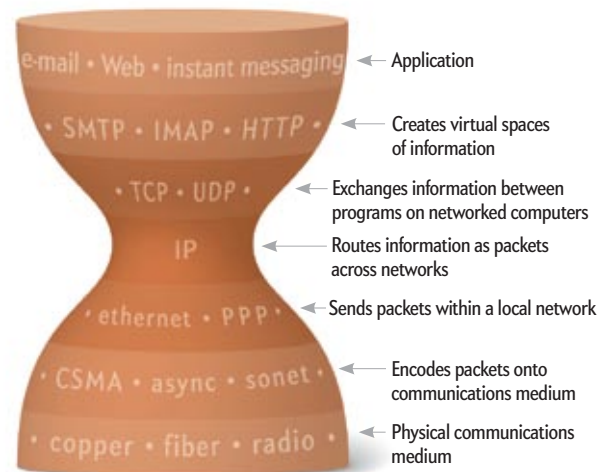 e-mail • Web • instant messaging
Application
• SMTP • IMAP • HTTP •
Creates virtual spaces
of information
• TCP • UDP •
Exchanges information between
programs on networked computers
IP
Routes information as packets
across networks
• ethernet • PPP •
Sends packets within a local network
• CSMA • async • sonet •
Encodes packets onto
communications medium
• copper • fiber • radio •
Physical communications
medium